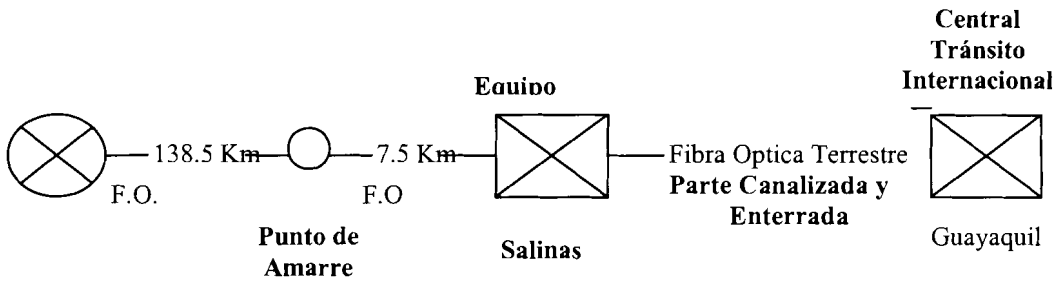 Central
Tránsito
Internacional
Equipo
138.5 Km
7.5 Km
Fibra Optica Terrestre
F.O.
F.O
Parte Canalizada y
Enterrada
Punto de
Amarre
Salinas
Guayaquil